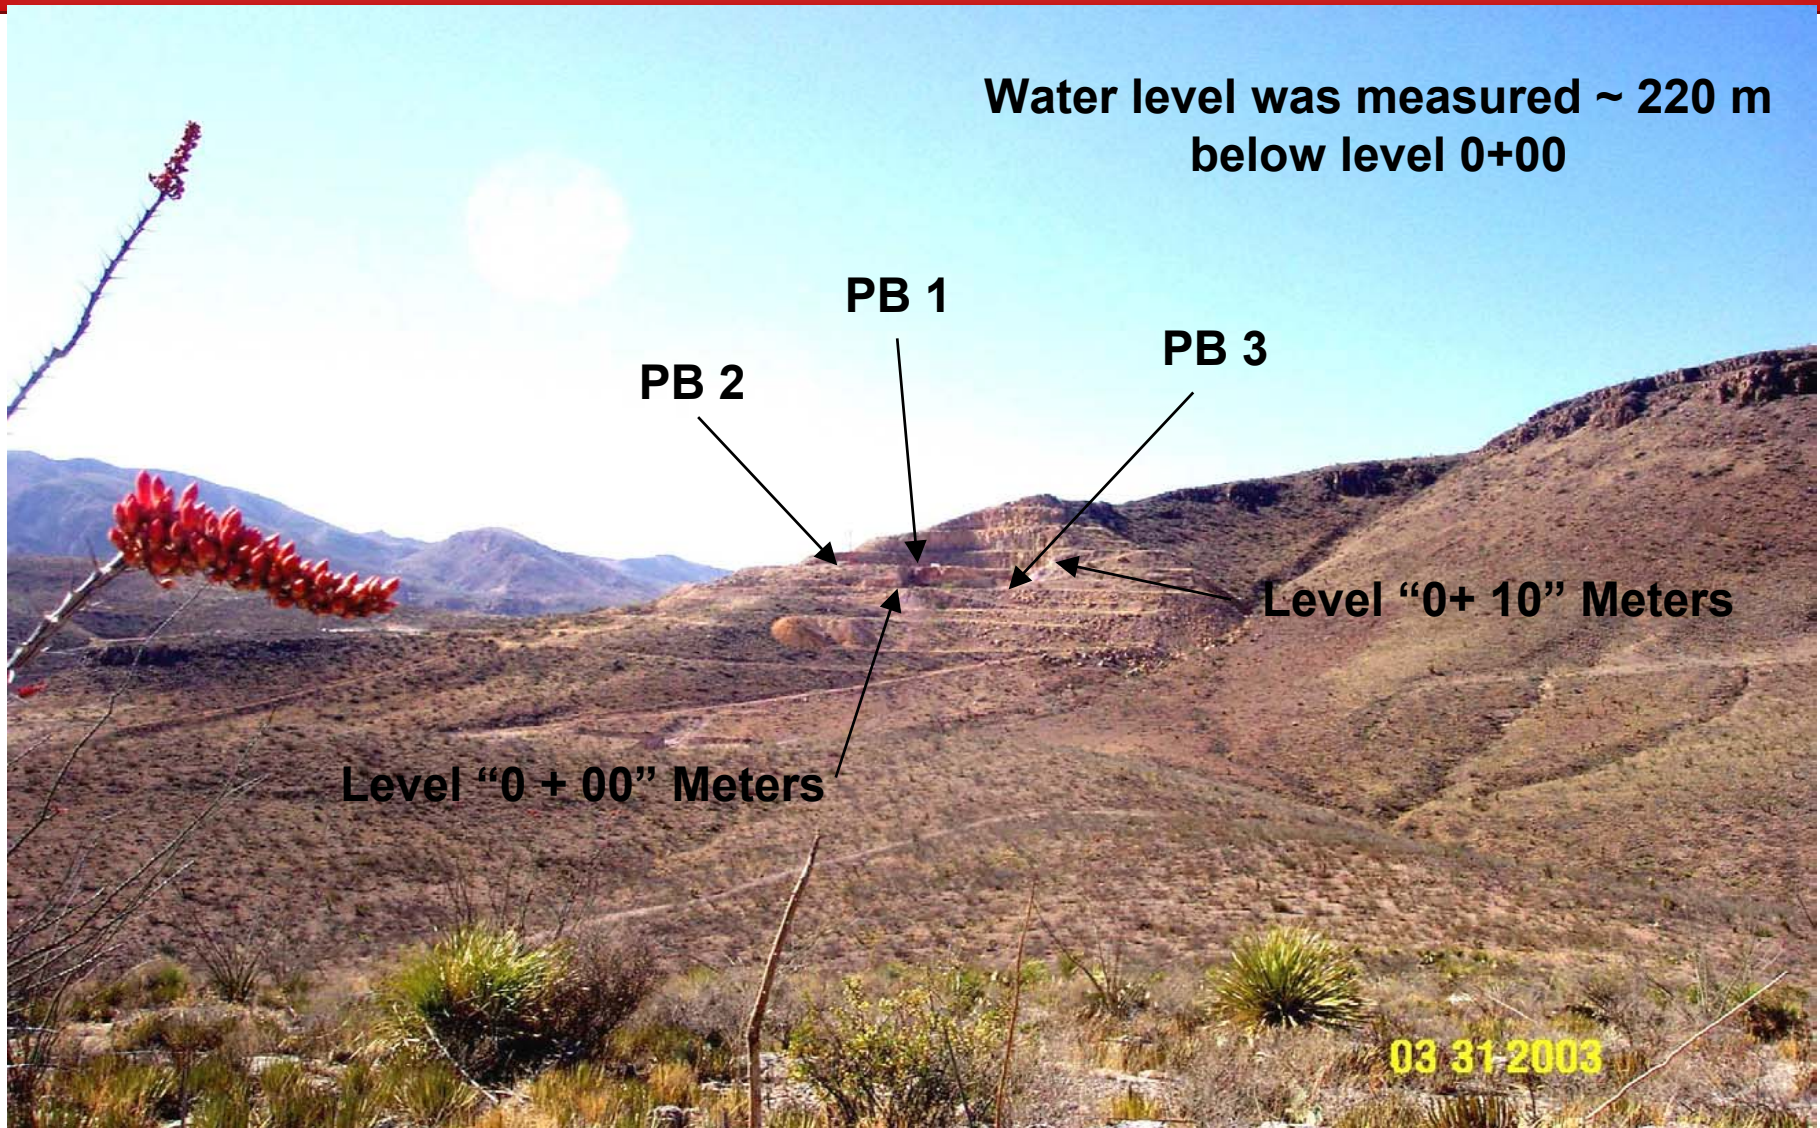 Water level was measured ~ 220 m
below level 0+00
PB 1
PB 3
PB 2
Level “0+ 10” Meters
Level “0 + 00” Meters
03 31 2003